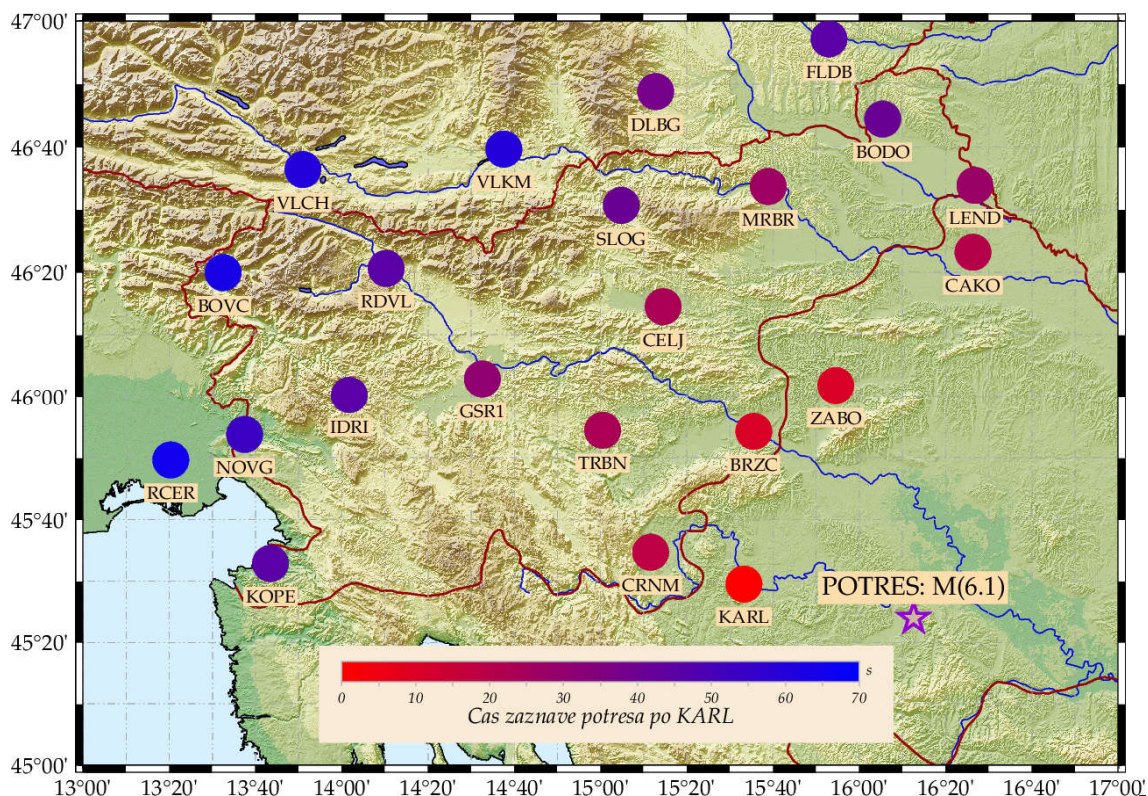 47°00'
46°40'
46°20'
46°00'
45°40'
45°20'
45°00'
FLDB
DLBG
BODO
VLKM
VLCH
MRBR
LEND
SLOG
CAKO
BOVC
RDVL
CELJ
GSR1
ZABO
IDRI
TRBN
BRZC
NOVG
RCER
KOPE
CRNM
KARL
POTRES: M(6.1)
s
0 10 20 30 40 50 60 70
Cas zaznave potresa po KARL
13°00' 13°20' 13°40' 14°00' 14°20' 14°40' 15°00' 15°20' 15°40' 16°00' 16°20' 16°40' 17°00'